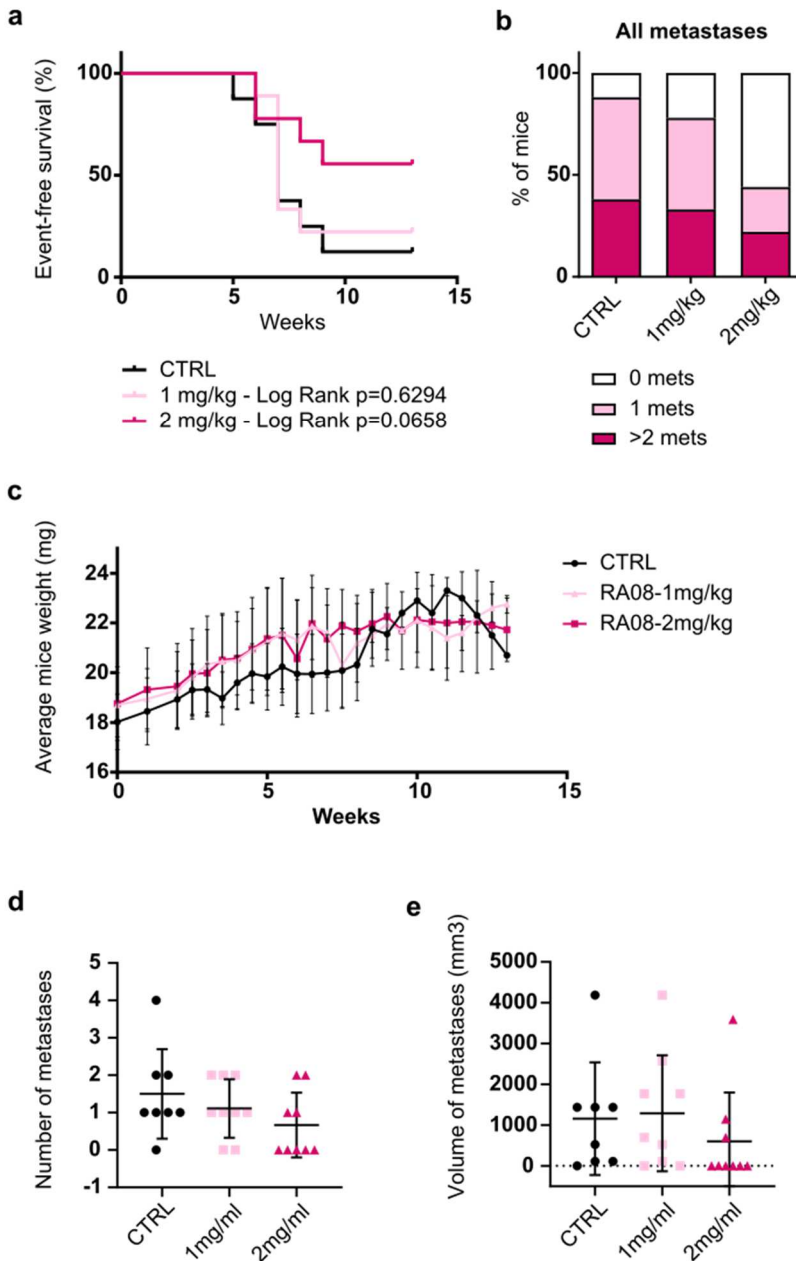 a
Event-free survival (%)
100
50
0
0 5 10 15
Weeks
CTRL
1 mg/kg - Log Rank p=0.6294
2 mg/kg - Log Rank p=0.0658
b
All metastases
% of mice
100
50
0
CTRL 1mg/kg 2mg/kg
0 mets
1 mets
>2 mets
c
Average mice weight (mg)
24
22
20
18
16
0 5 10 15
Weeks
CTRL
RA08-1mg/kg
RA08-2mg/kg
d
Number of metastases
5
4
3
2
1
0
-1
CTRL 1mg/ml 2mg/ml
e
Volume of metastases (mm3)
5000
4000
3000
2000
1000
0
CTRL 1mg/ml 2mg/ml